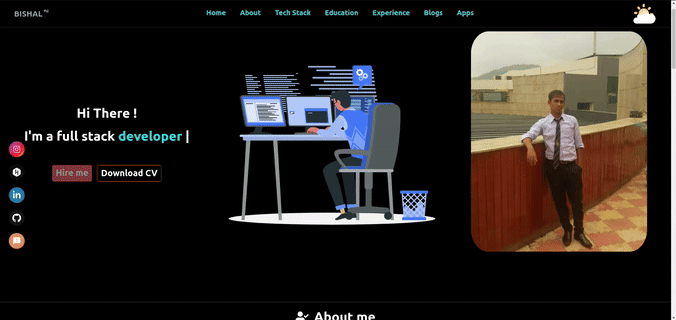 BISHAL
Home About Tech Stack Education Experience Blogs Apps
Hi There !
I'm a full stack developer |
Hire me Download CV
About me